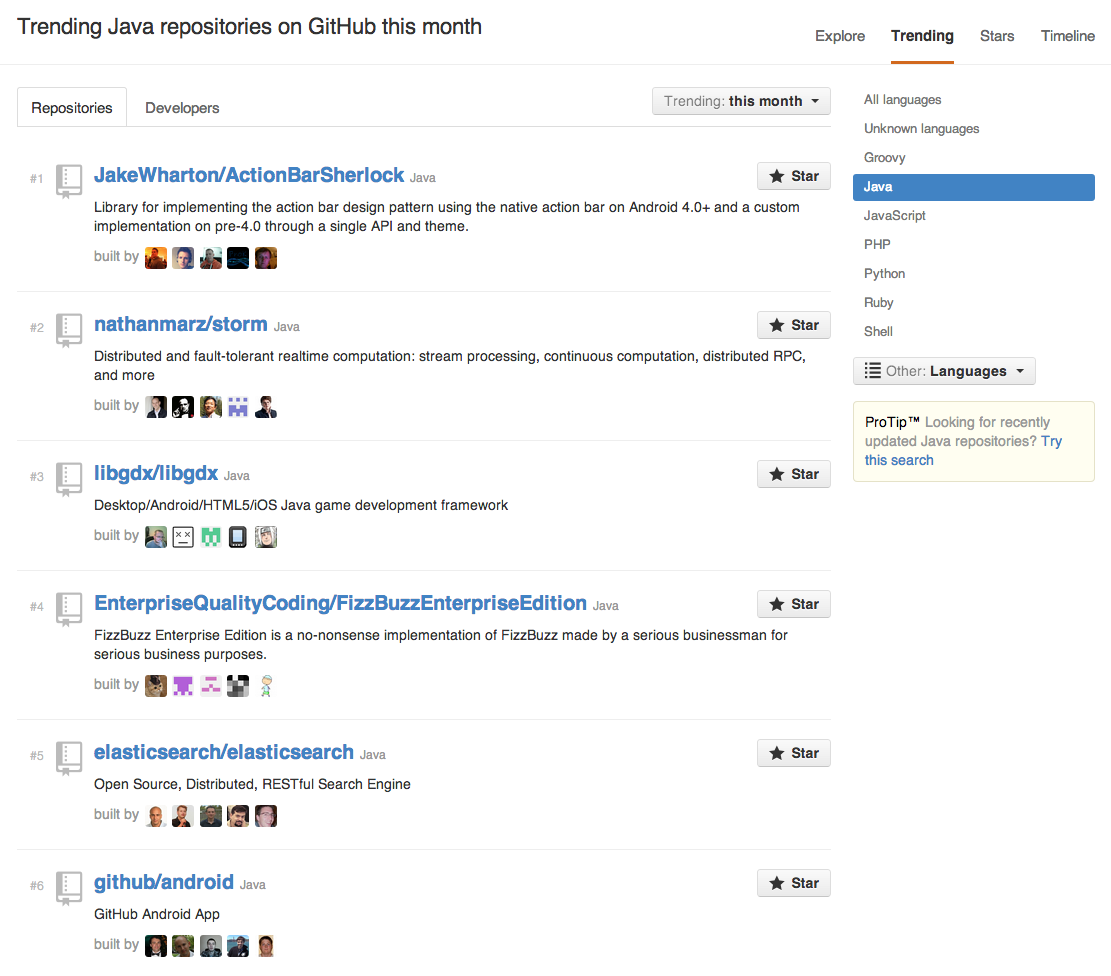 Trending Java repositories on GitHub this month
Explore Trending Stars Timeline
Repositories Developers
Trending: this month
#1 JakeWharton/ActionBarSherlock Java
Star
Library for implementing the action bar design pattern using the native action bar on Android 4.0+ and a custom
implementation on pre-4.0 through a single API and theme.
built by
#2 nathanmarz/storm Java
Star
Distributed and fault-tolerant realtime computation: stream processing, continuous computation, distributed RPC,
and more
built by
#3 libgdx/libgdx Java
Star
Desktop/Android/HTML5/iOS Java game development framework
built by
#4 EnterpriseQualityCoding/FizzBuzzEnterpriseEdition Java
Star
FizzBuzz Enterprise Edition is a no-nonsense implementation of FizzBuzz made by a serious businessman for
serious business purposes.
built by
#5 elasticsearch/elasticsearch Java
Star
Open Source, Distributed, RESTful Search Engine
built by
#6 github/android Java
Star
GitHub Android App
built by
All languages
Unknown languages
Groovy
Java
JavaScript
PHP
Python
Ruby
Shell
Other: Languages
ProTip™ Looking for recently
updated Java repositories? Try
this search